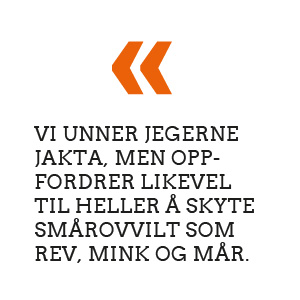 «
VI UNNER JEGERNE
JAKTA, MEN OPP-
FORDRER LIKEVEL
TIL HELLER Å SKYTE
SMÅROVVILT SOM
REV, MINK OG MÅR.